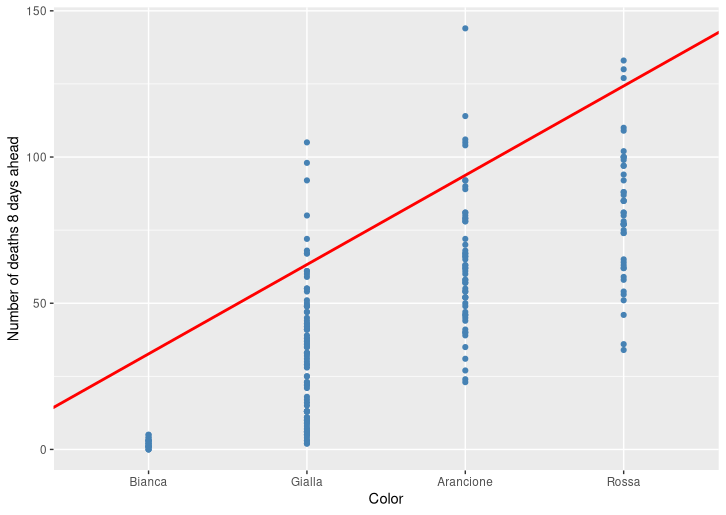 150
100
50
0
Number of deaths 8 days ahead
Bianca Gialla Arancione Rossa
Color